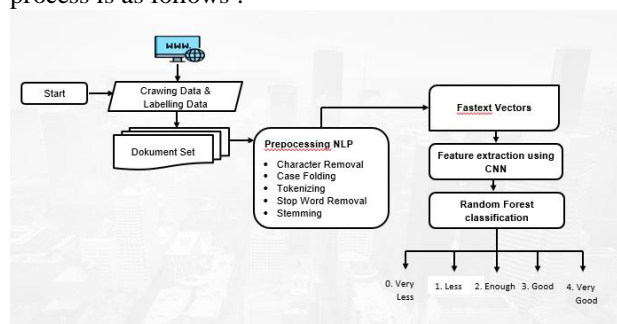 process is as follows :
WWW.
Start
Crawing Data &
Labelling Data
Dokument Set
Prepocessing NLP
• Character Removal
• Case Folding
• Tokenizing
• Stop Word Removal
• Stemming
Fastext Vectors
Feature extraction using
CNN
Random Forest
classification
0. Very
Less
1. Less
2. Enough
3. Good
4. Very
Good